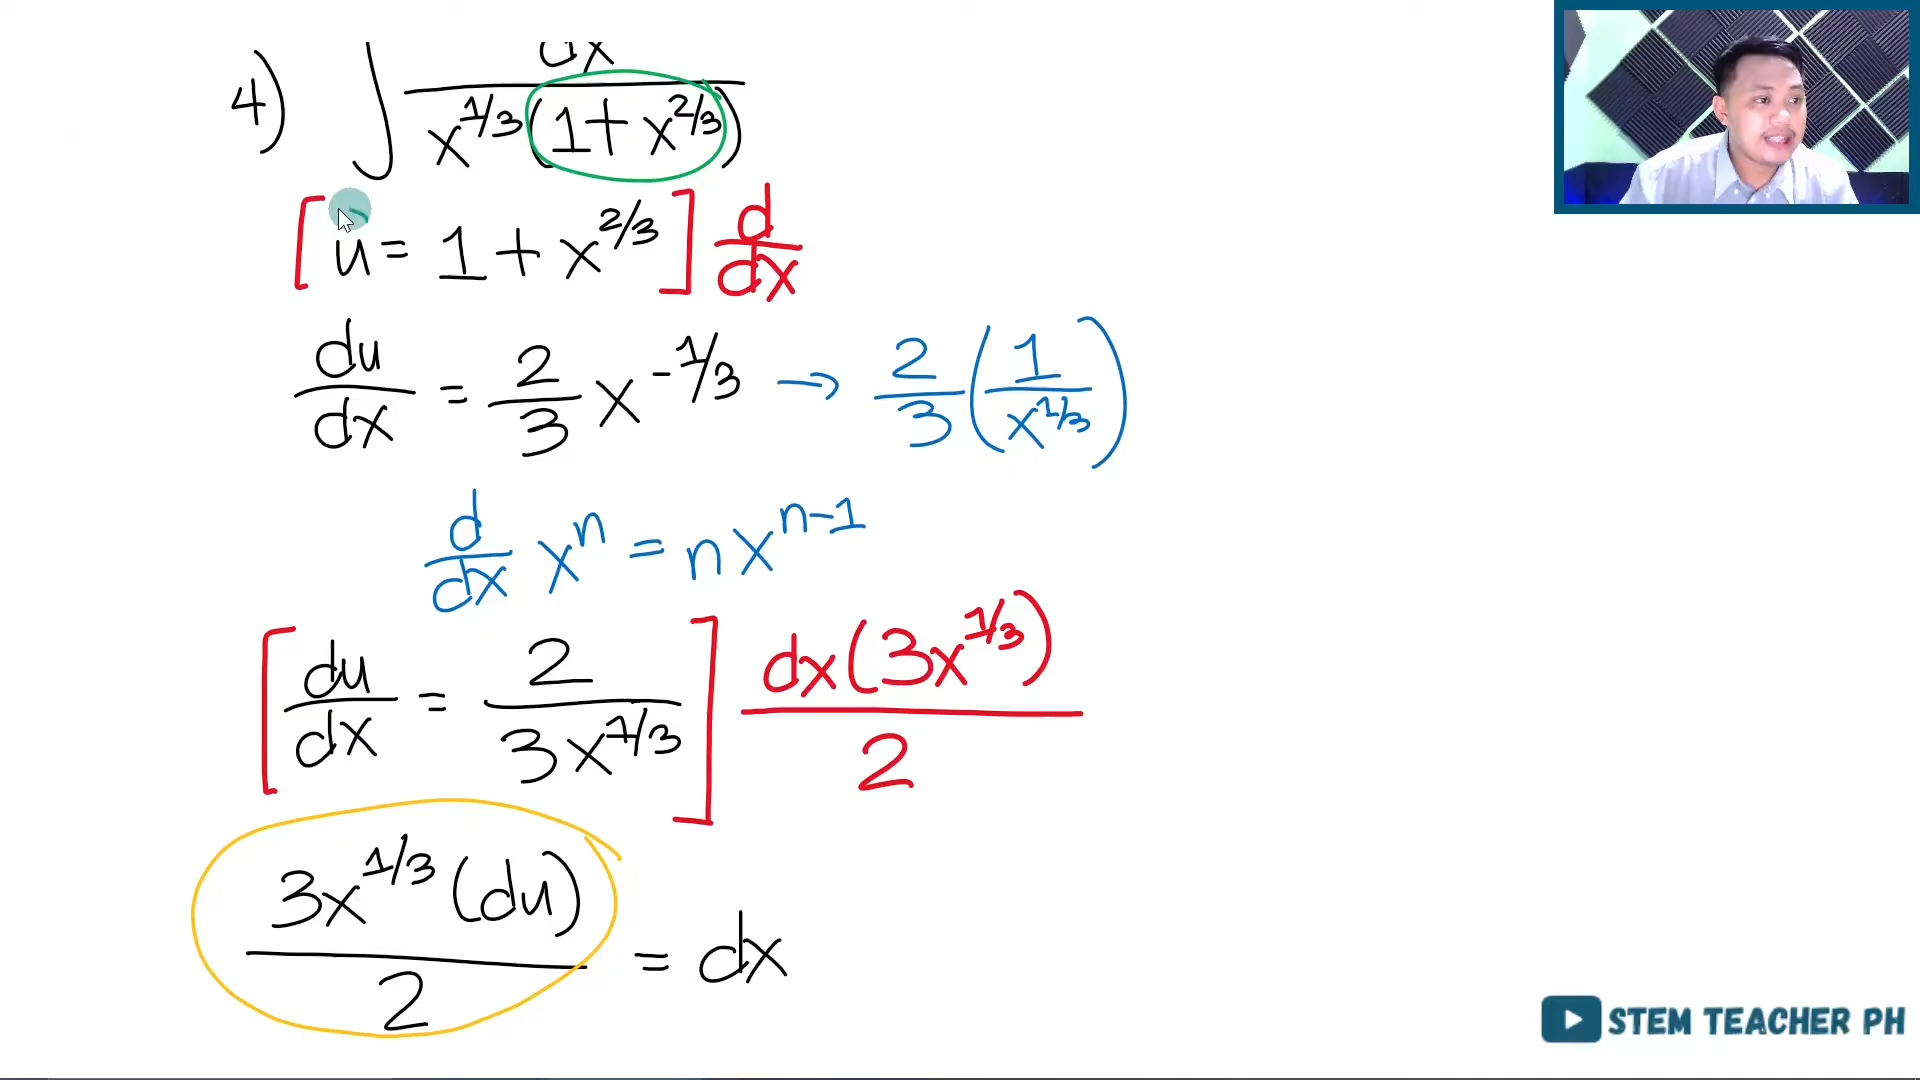 4) ∫ dx / x^1/3 (1 + x^2/3)
[u = 1 + x^2/3] d/dx
du/dx = 2/3 x^-1/3 → 2/3 (1/x^1/3)
d/dx x^n = nx^n-1
[du/dx = 2/3x^1/3] dx(3x^1/3)/2
3x^1/3 (du)/2 = dx
STEM TEACHER PH